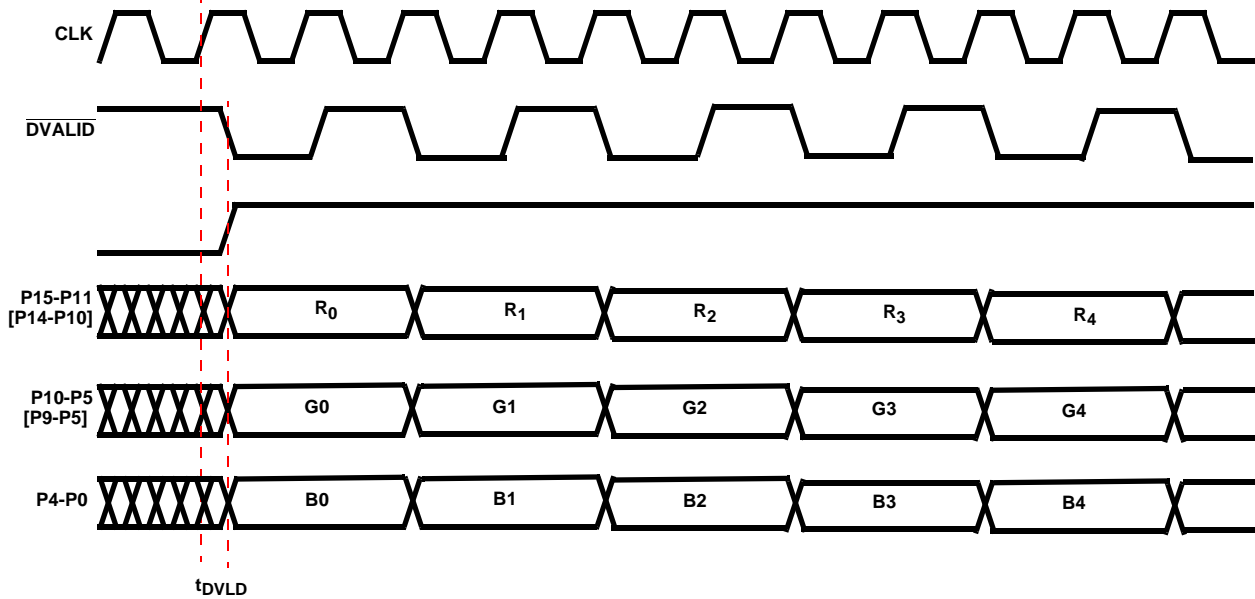 CLK
DVALID
P15-P11
[P14-P10]
R0 R1 R2 R3 R4
P10-P5
[P9-P5]
G0 G1 G2 G3 G4
P4-P0
B0 B1 B2 B3 B4
tDVLD